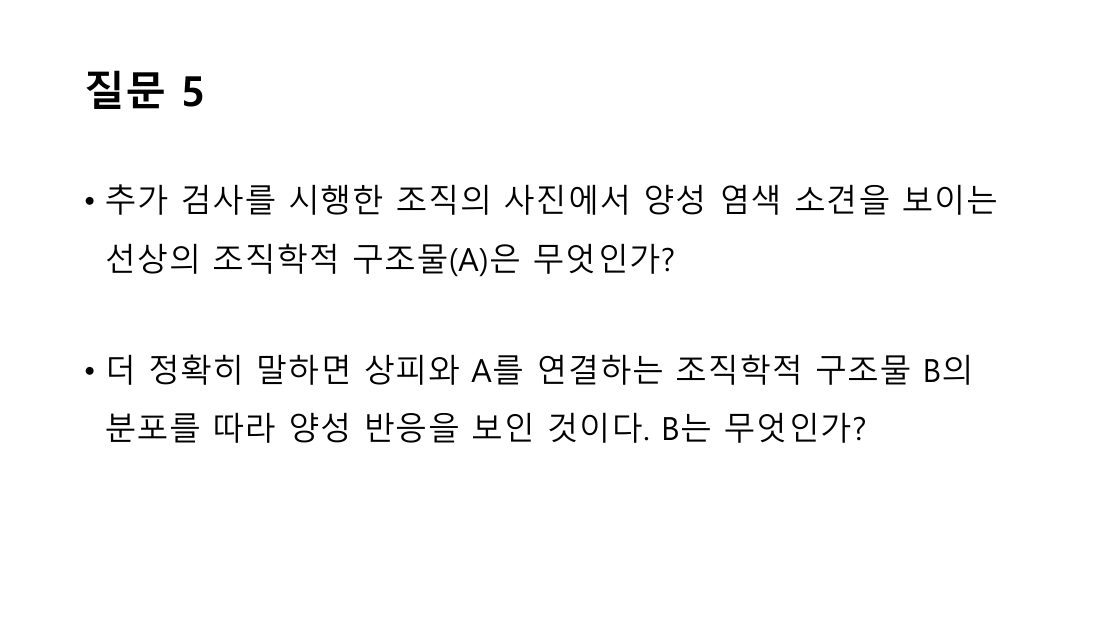 질문 5
• 추가 검사를 시행한 조직의 사진에서 양성 염색 소견을 보이는
선상의 조직학적 구조물(A)은 무엇인가?
• 더 정확히 말하면 상피와 A를 연결하는 조직학적 구조물 B의
분포를 따라 양성 반응을 보인 것이다. B는 무엇인가?